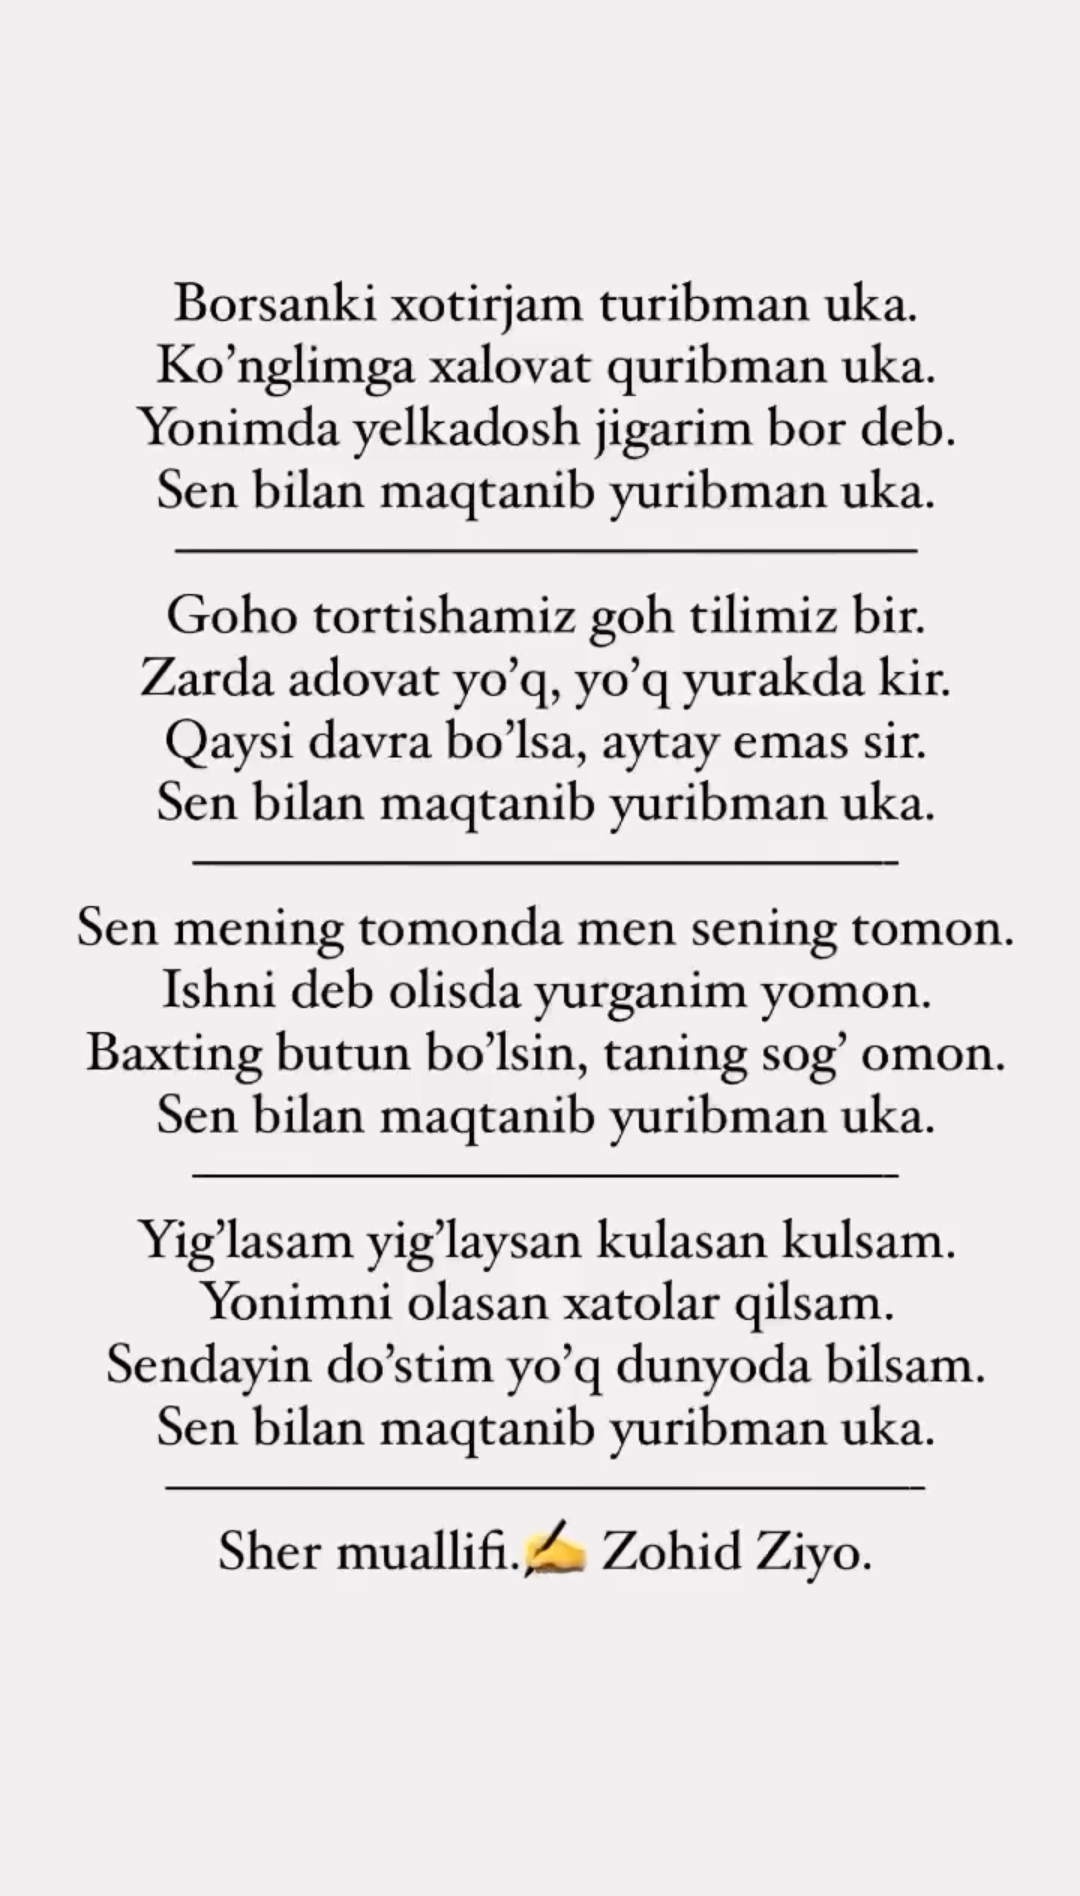 Borsanki xotirjam turibman uka.
Ko’nglimga xalovat quribman uka.
Yonimda yelkadosh jigarim bor deb.
Sen bilan maqtanib yuribman uka.
Goho tortishamiz goh tilimiz bir.
Zarda adovat yo’q, yo’q yurakda kir.
Qaysi davra bo’lsa, aytay emas sir.
Sen bilan maqtanib yuribman uka.
Sen mening tomonda men sening tomon.
Ishni deb olisda yurganim yomon.
Baxting butun bo’lsin, taning sog’ omon.
Sen bilan maqtanib yuribman uka.
Yig’lasam yig’laysan kulasan kulsam.
Yonimni olasan xatolar qilsam.
Sendayin do’stim yo’q dunyoda bilsam.
Sen bilan maqtanib yuribman uka.
Sher muallifi.✍️ Zohid Ziyo.